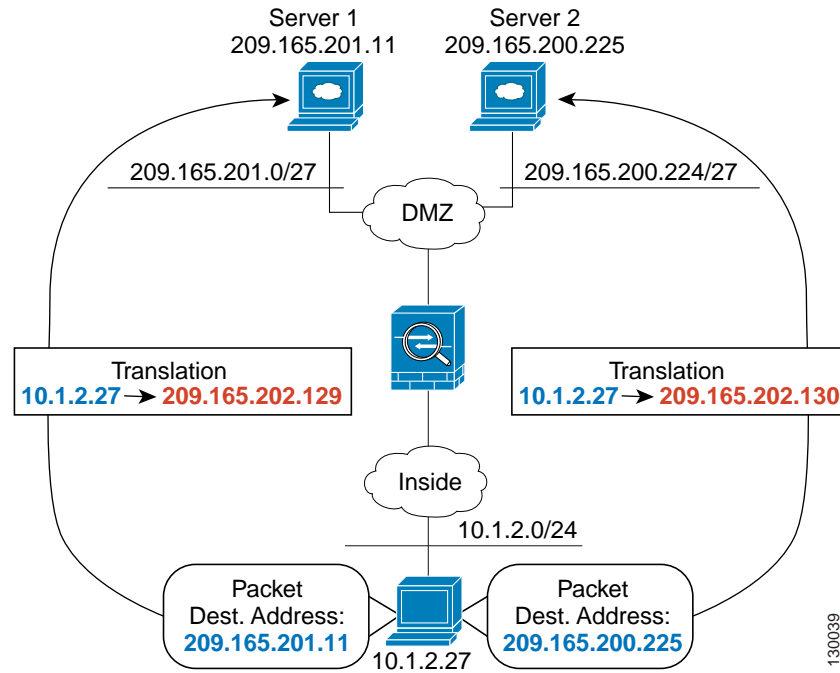 Server 1
209.165.201.11
Server 2
209.165.200.225
209.165.201.0/27
209.165.200.224/27
DMZ
Translation
10.1.2.27 → 209.165.202.129
Translation
10.1.2.27 → 209.165.202.130
Inside
10.1.2.0/24
Packet
Dest. Address:
209.165.201.11
Packet
Dest. Address:
209.165.200.225
10.1.2.27
130039